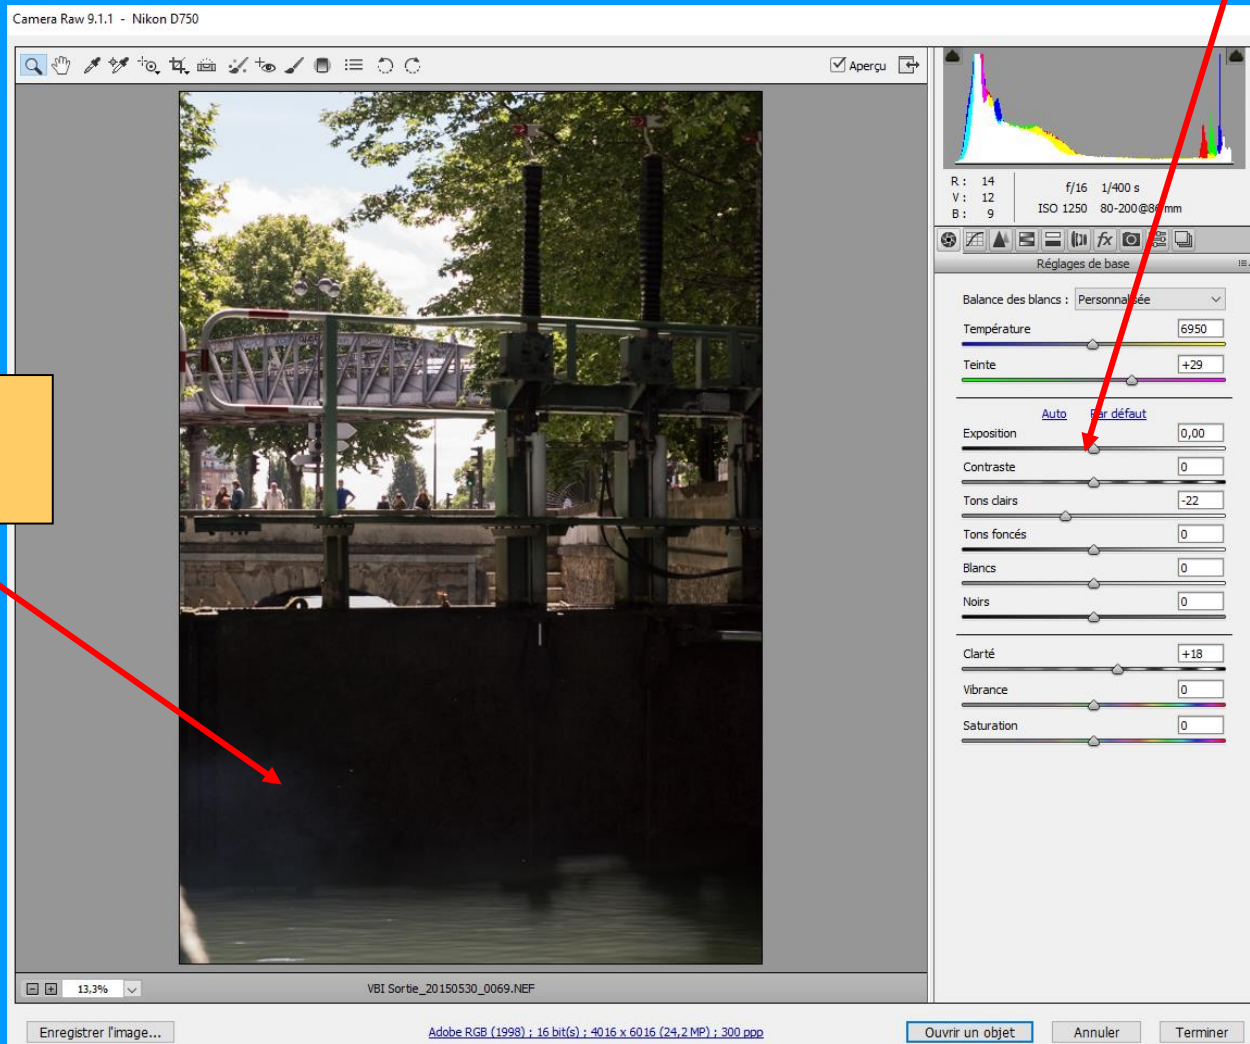 Camera Raw 9.1.1 - Nikon D750
Aperçu
R : 14
V : 12
B : 9
f/16 1/400 s
ISO 1250 80-200@86 mm
Réglages de base
Balance des blancs : Personnalisée
Température 6950
Teinte +29
Auto Par défaut
Exposition 0,00
Contraste 0
Tons clairs -22
Tons foncés 0
Blancs 0
Noirs 0
Clarté +18
Vibrance 0
Saturation 0
13,3%
VBI Sortie_20150530_0069.NEF
Enregistrer l'image...
Adobe RGB (1998) ; 16 bit(s) ; 4016 x 6016 (24,2 MP) ; 300 ppp
Ouvrir un objet
Annuler
Terminer